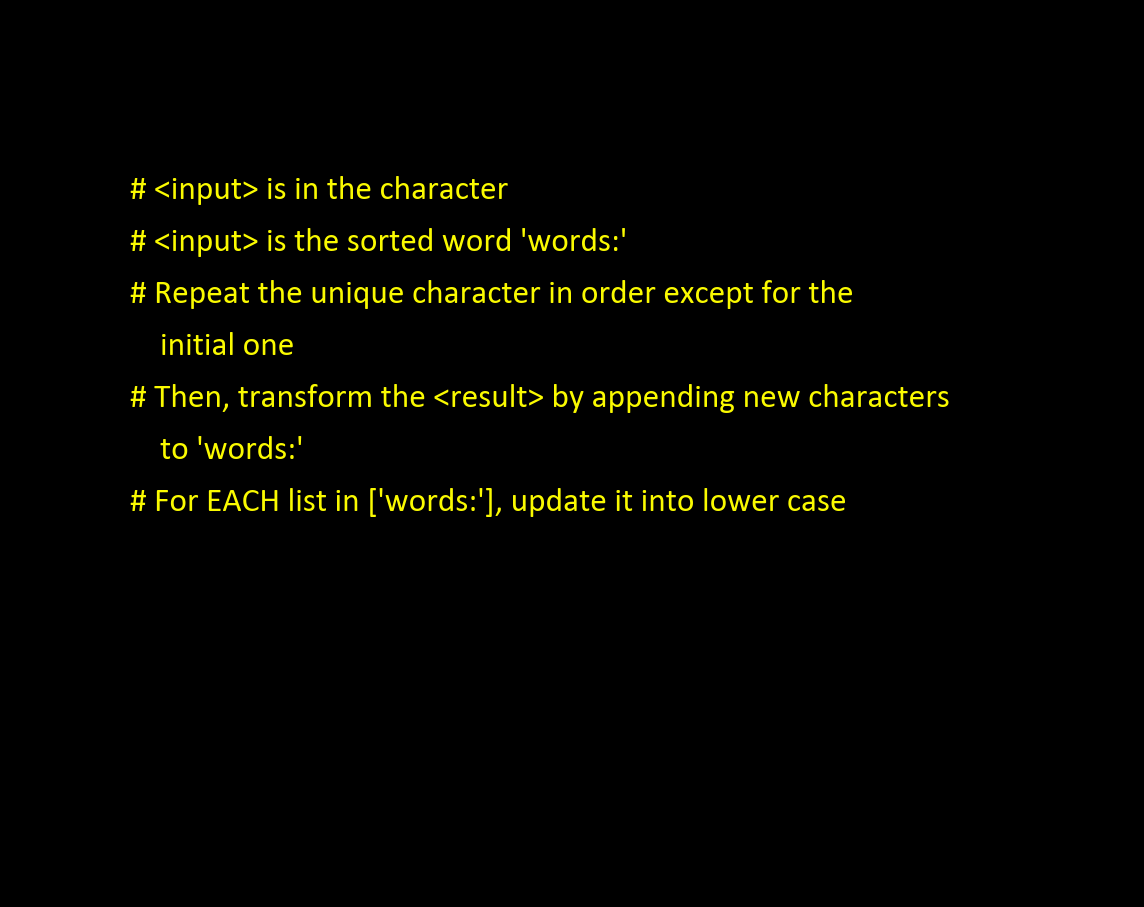 # <input> is in the character
# <input> is the sorted word 'words:'
# Repeat the unique character in order except for the
initial one
# Then, transform the <result> by appending new characters
to 'words:'
# For EACH list in ['words:'], update it into lower case